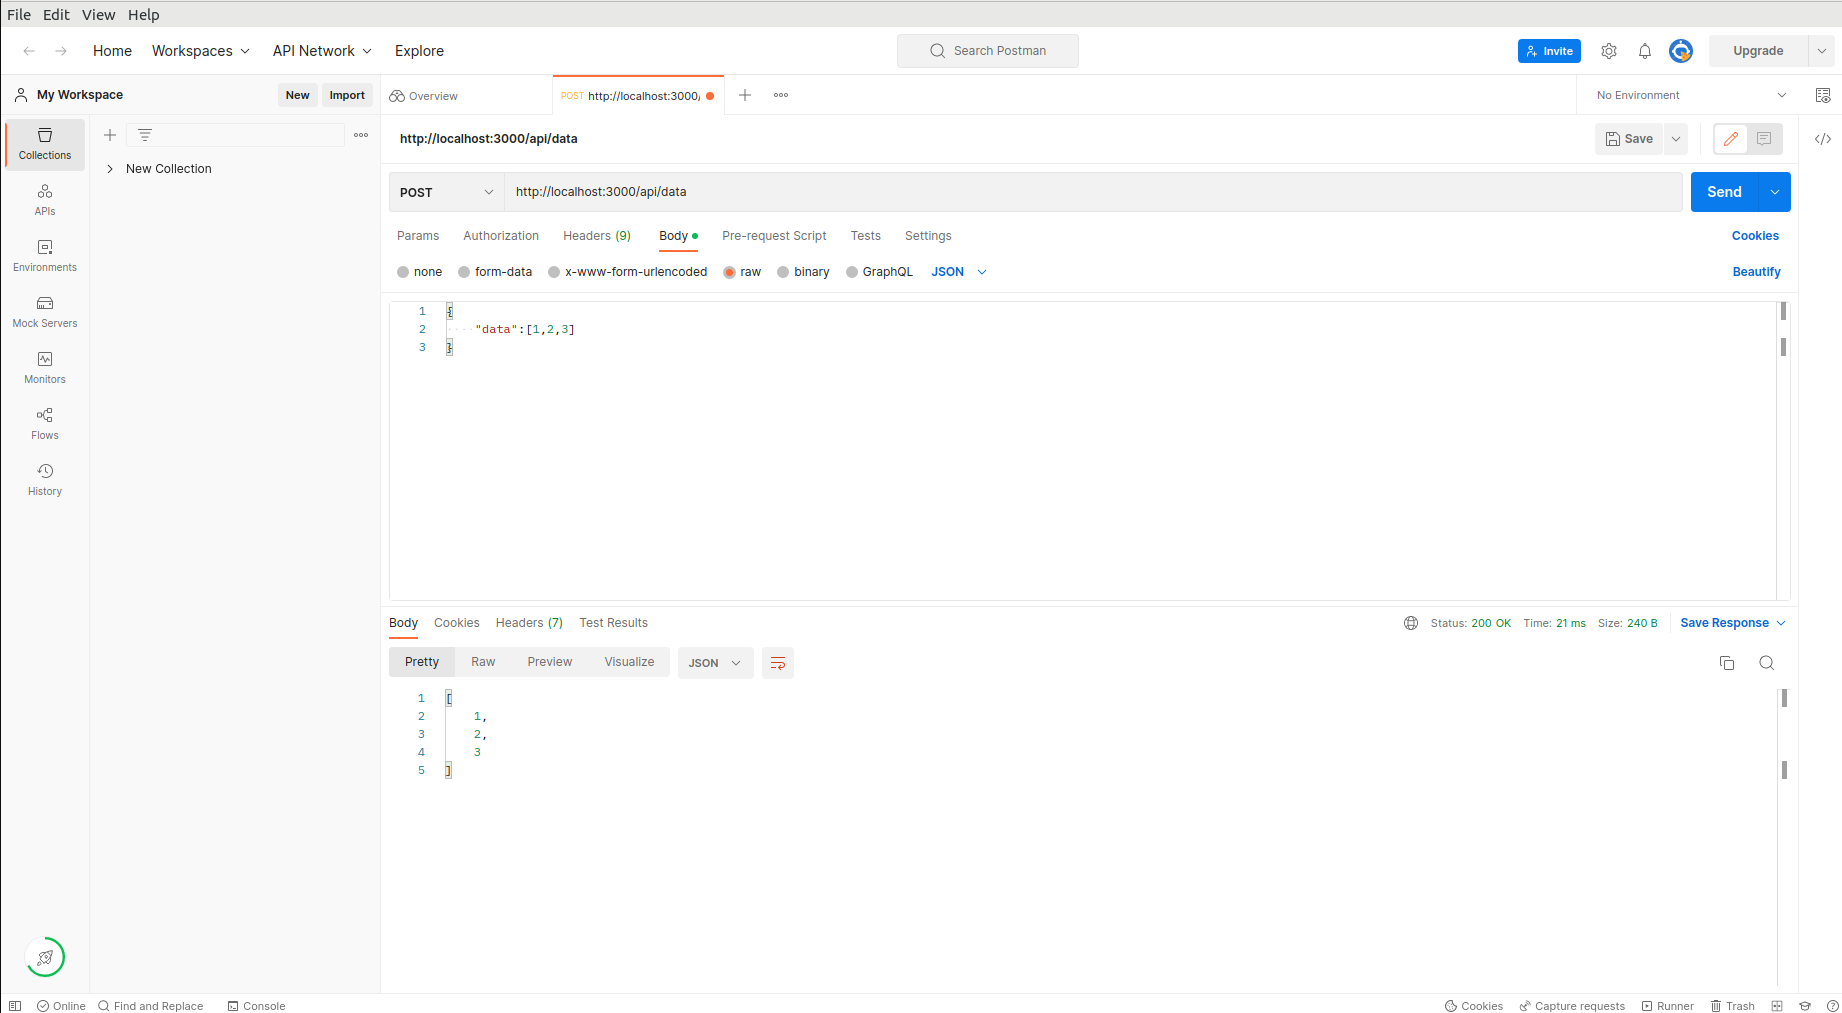 File Edit View Help
Home Workspaces API Network Explore Search Postman Invite Upgrade
My Workspace New Import Overview POST http://localhost:3000/ No Environment
Collections
New Collection
APIs
Environments
Mock Servers
Monitors
Flows
History
http://localhost:3000/api/data Save </>
POST http://localhost:3000/api/data Send
Params Authorization Headers (9) Body Pre-request Script Tests Settings Cookies
none form-data x-www-form-urlencoded raw binary GraphQL JSON Beautify
1 {
2 "data":[1,2,3]
3 }
Body Cookies Headers (7) Test Results Status: 200 OK Time: 21 ms Size: 240 B Save Response
Pretty Raw Preview Visualize JSON
1 [
2 1,
3 2,
4 3
5 ]
Online Find and Replace Console Cookies Capture requests Runner Trash